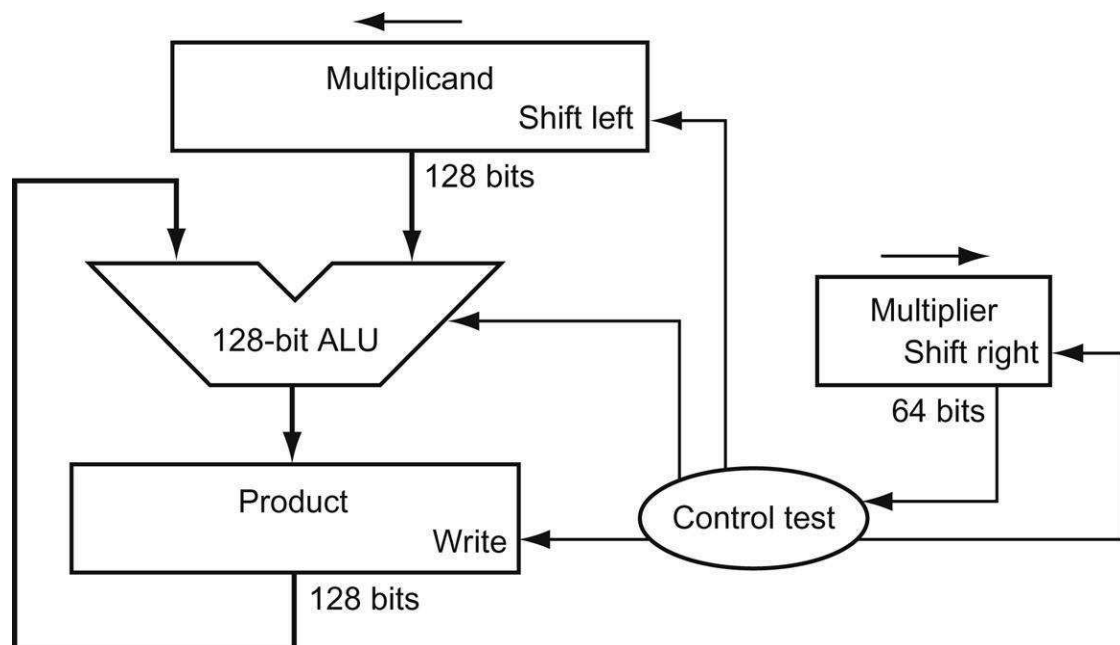 Multiplicand
Shift left
128 bits
128-bit ALU
Multiplier
Shift right
64 bits
Product
Write
Control test
128 bits